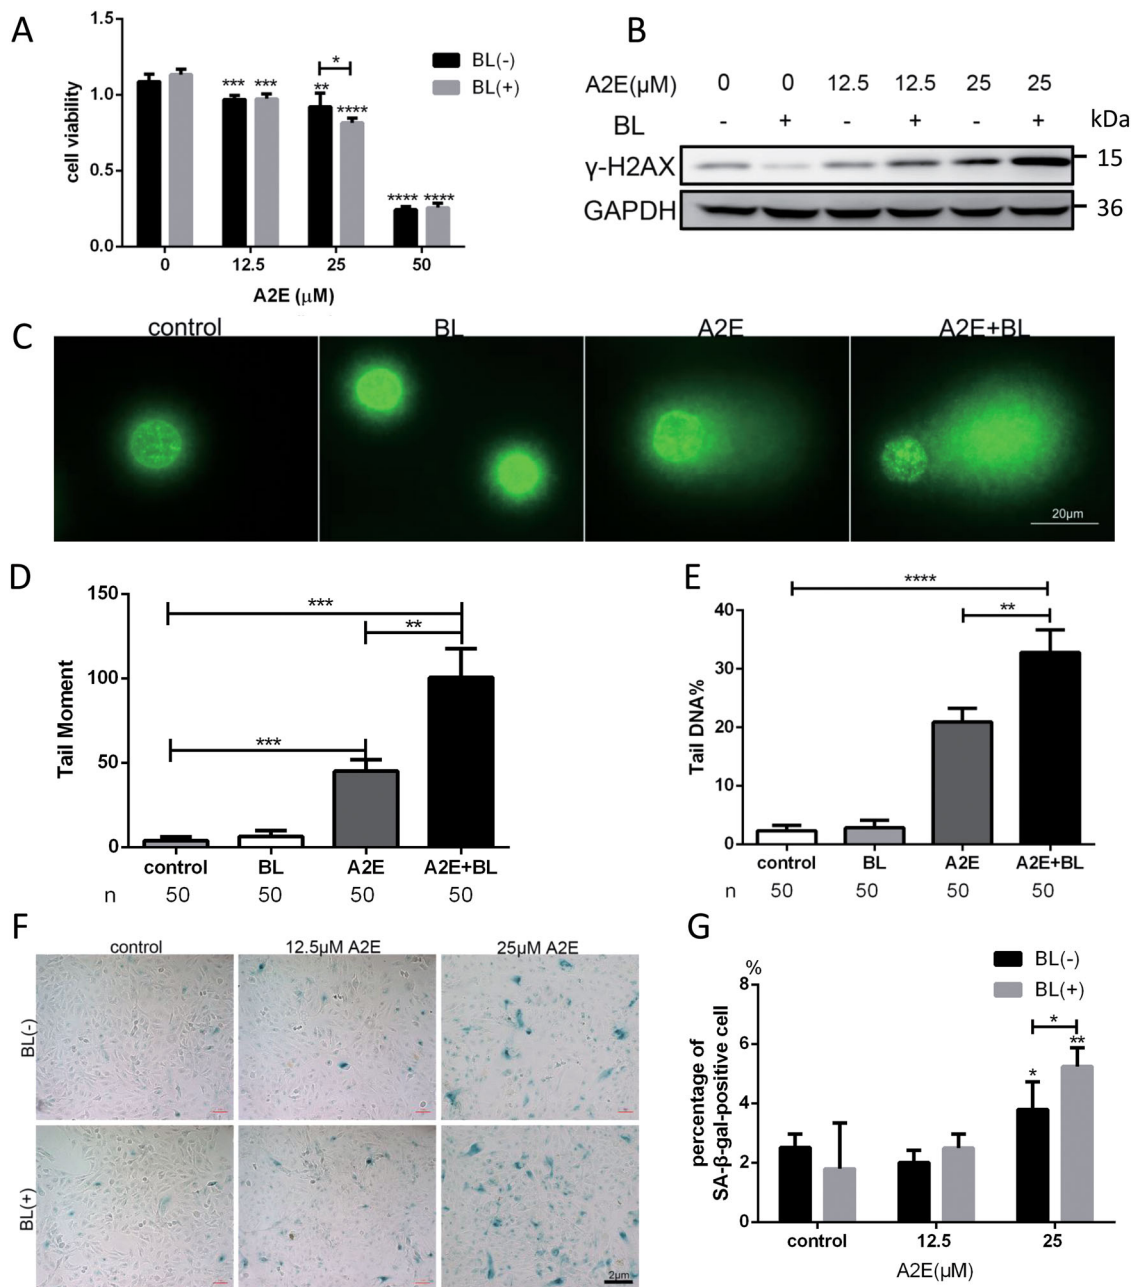 A
1.5
1.0
0.5
0.0
cell viability
BL(-)
BL(+)
*** *** ** * **** **** ****
0 12.5 25 50
A2E (μM)
B
A2E(μM) 0 0 12.5 12.5 25 25
BL - + - + - + kDa
γ-H2AX 15
GAPDH 36
C
control BL A2E A2E+BL
20μm
D
Tail Moment
150
100
50
0
***
**
***
control BL A2E A2E+BL
n 50 50 50 50
E
Tail DNA%
40
30
20
10
0
****
**
control BL A2E A2E+BL
n 50 50 50 50
F
control 12.5μM A2E 25μM A2E
BL(-)
BL(+)
2μm
G
%
percentage of
SA-β-gal-positive cell
8
6
4
2
0
BL(-)
BL(+)
*
* **
control 12.5 25
A2E(μM)